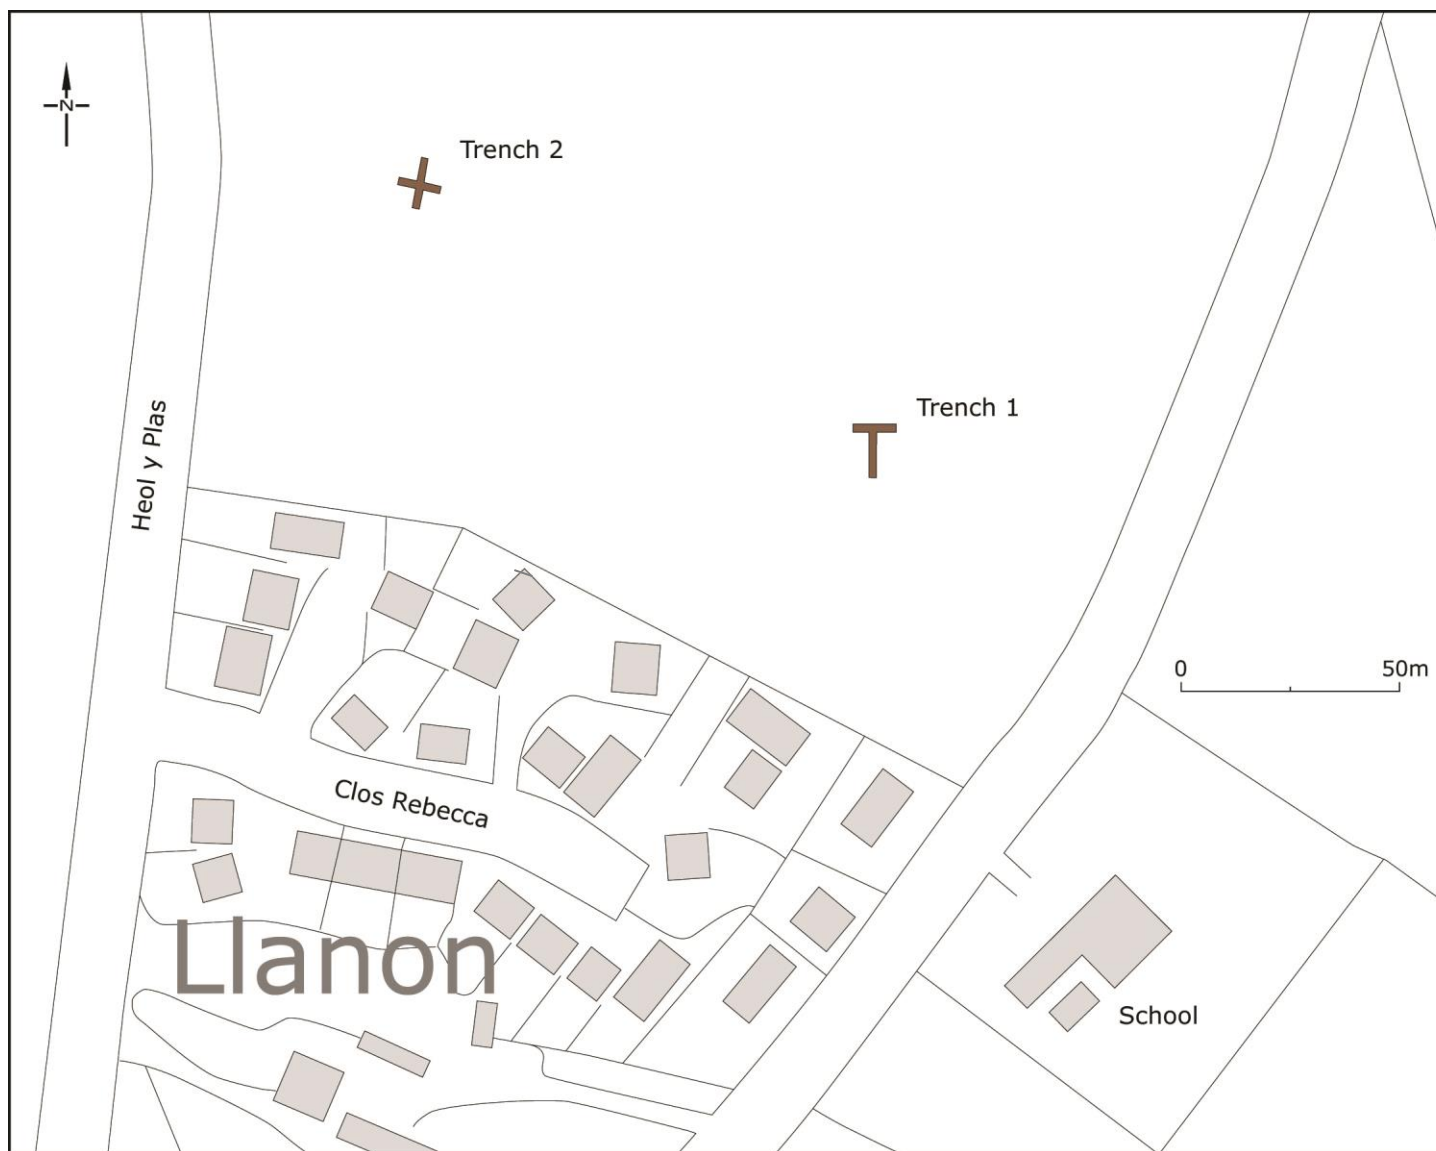 N
Trench 2
Trench 1
Heol y Plas
0 50m
Clos Rebecca
Llanon
School